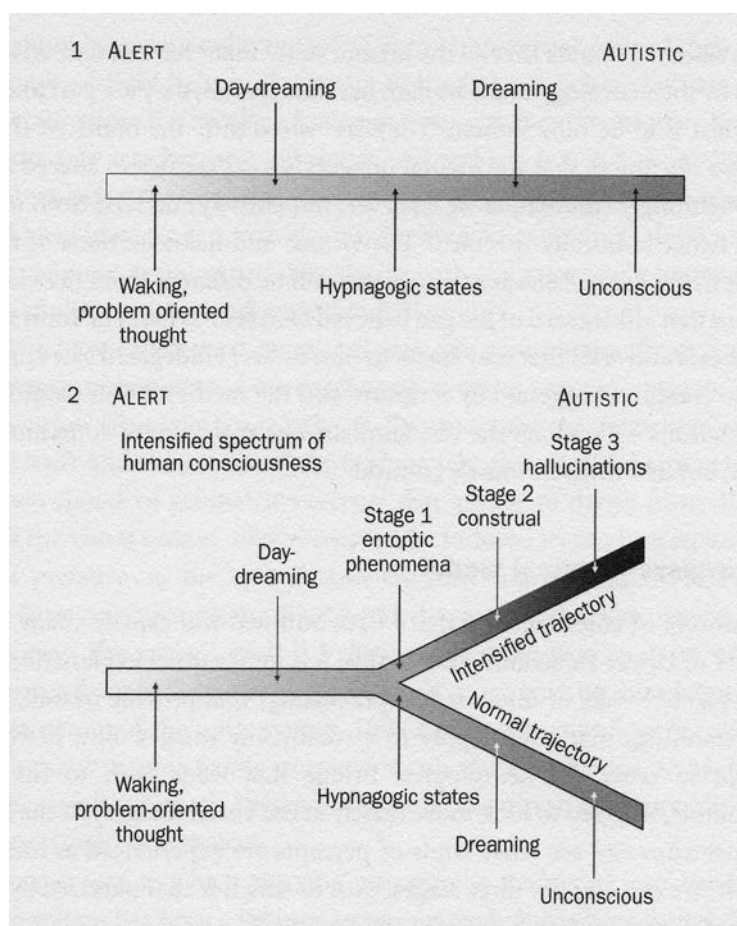 1 ALERT AUTISTIC
Day-dreaming Dreaming
Waking,
problem oriented
thought
Hypnagogic states
Unconscious
2 ALERT AUTISTIC
Intensified spectrum of
human consciousness
Stage 3
hallucinations
Stage 2
construal
Stage 1
entoptic
phenomena
Day-
dreaming
Intensified trajectory
Normal trajectory
Waking,
problem-oriented
thought
Hypnagogic states
Dreaming
Unconscious